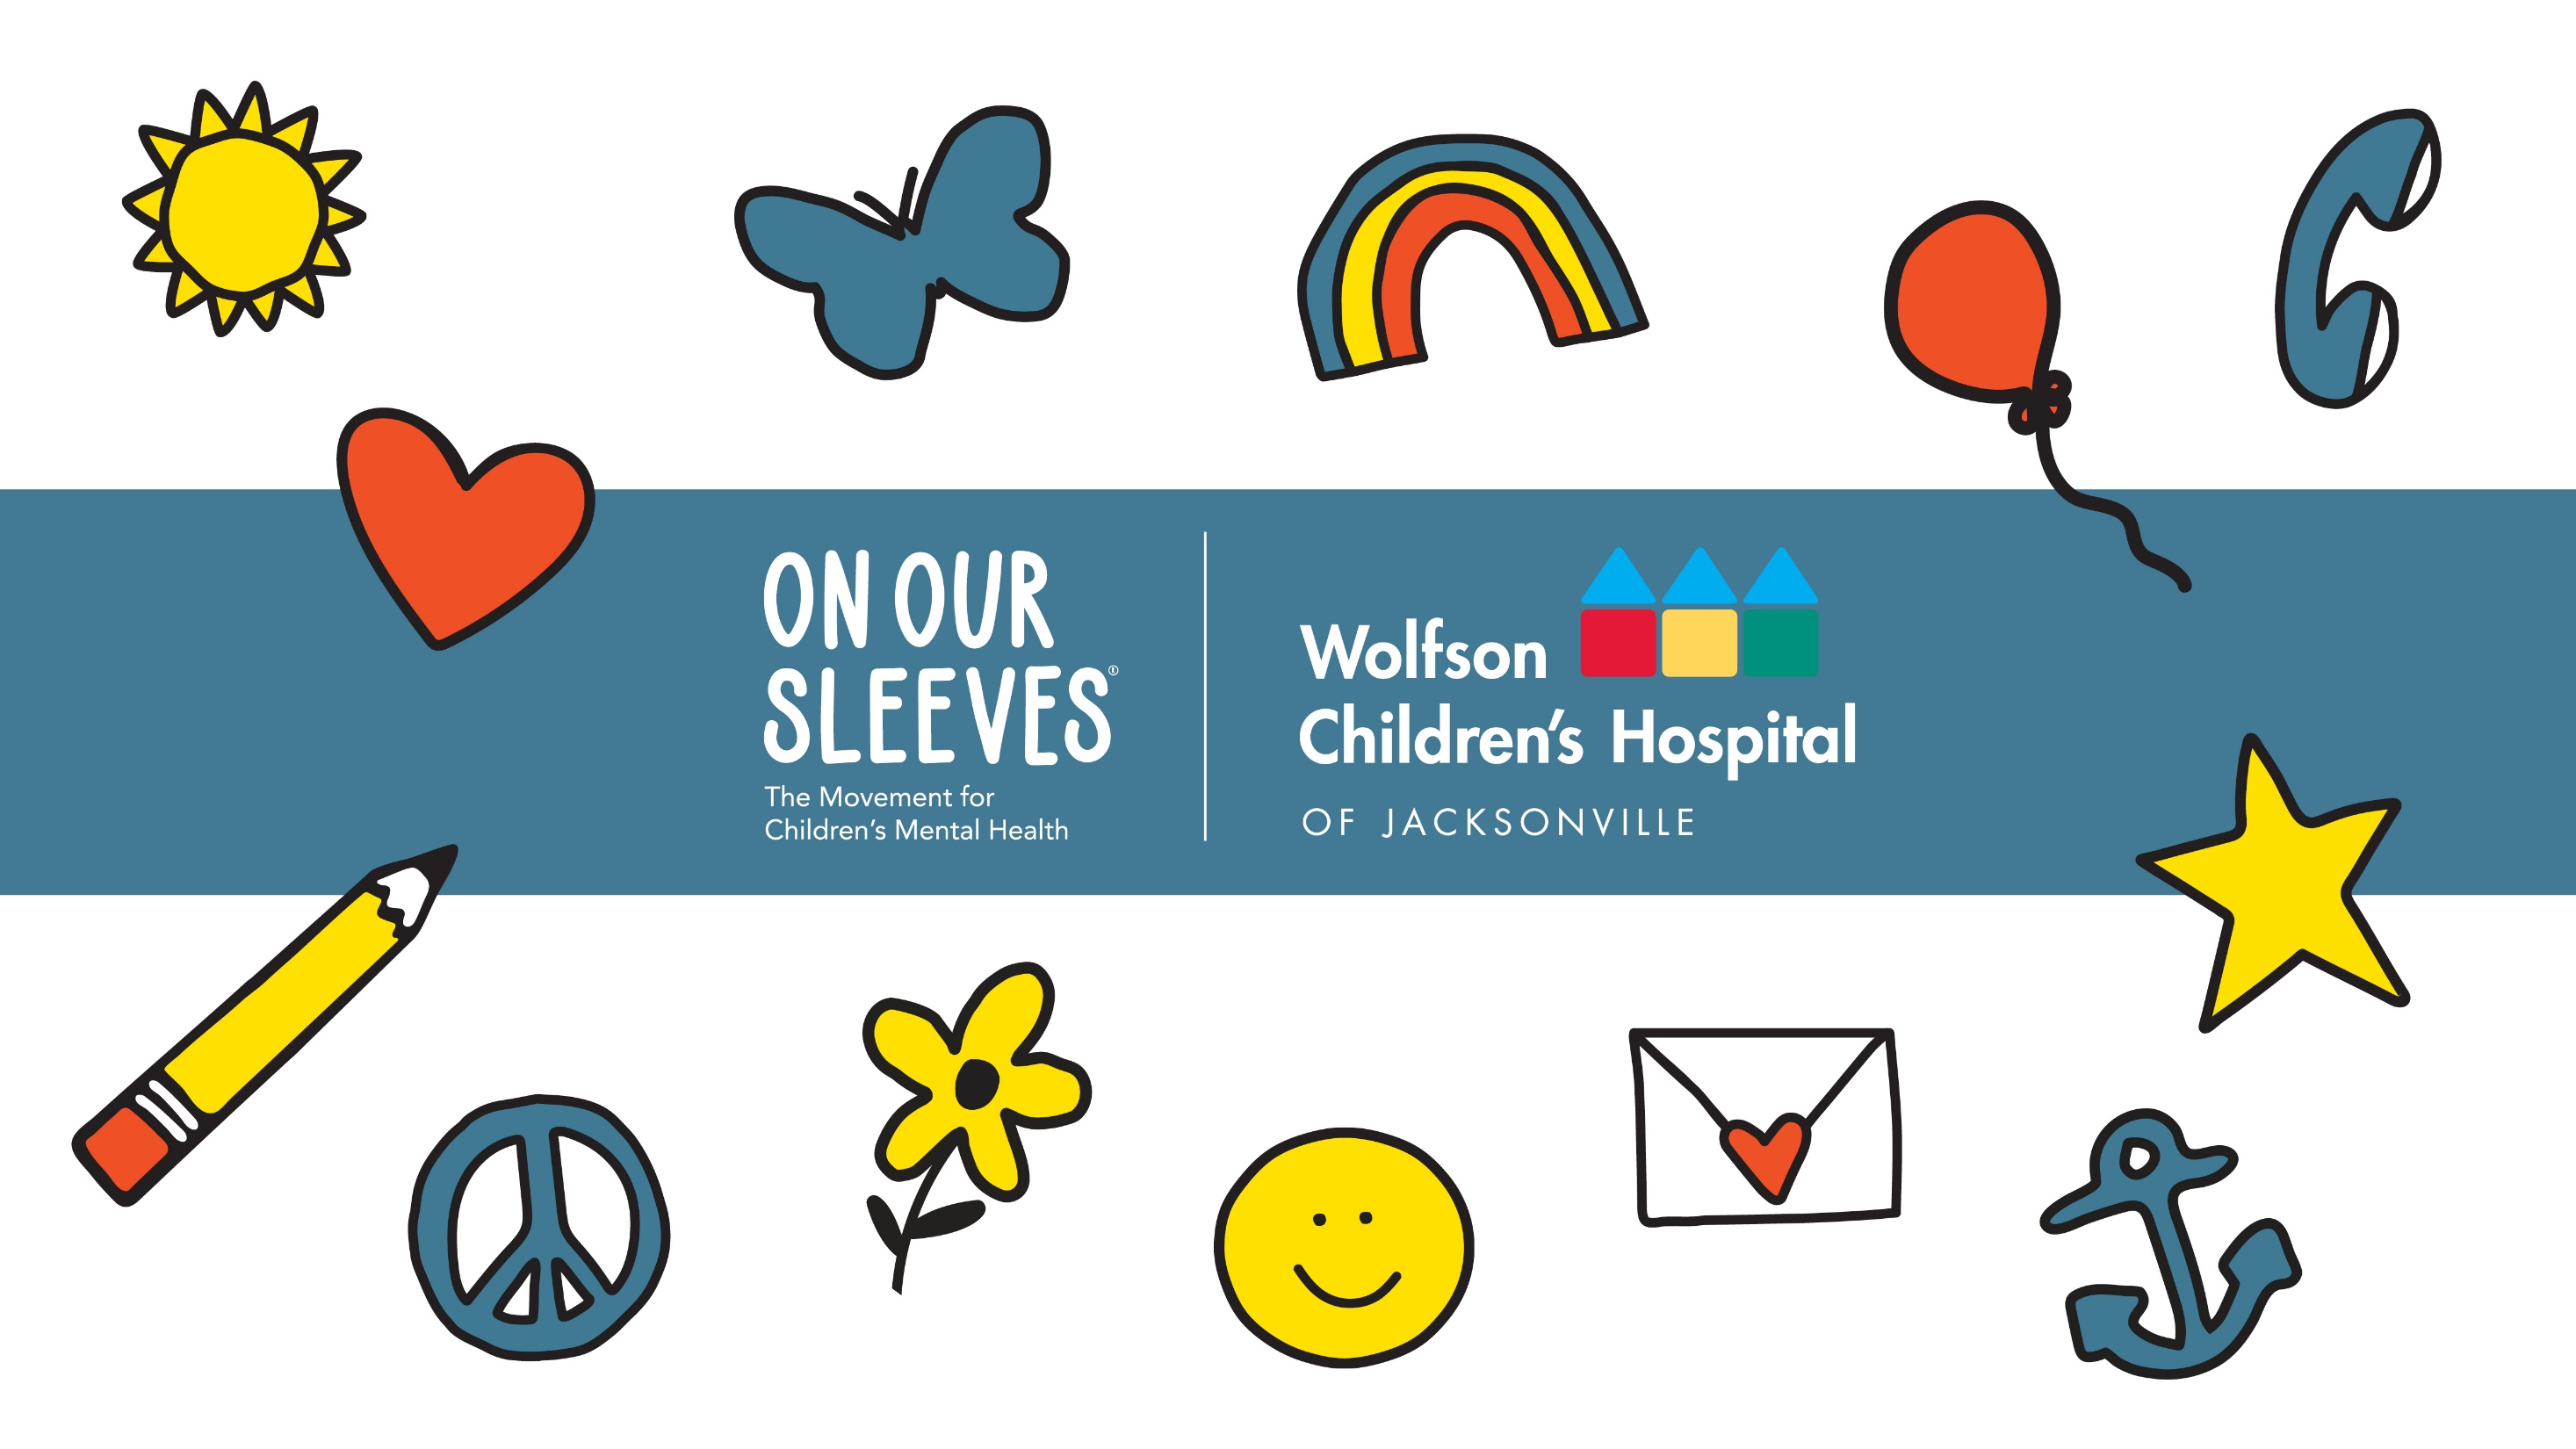 ON OUR
SLEEVES®
The Movement for
Children's Mental Health
Wolfson
Children's Hospital
OF JACKSONVILLE